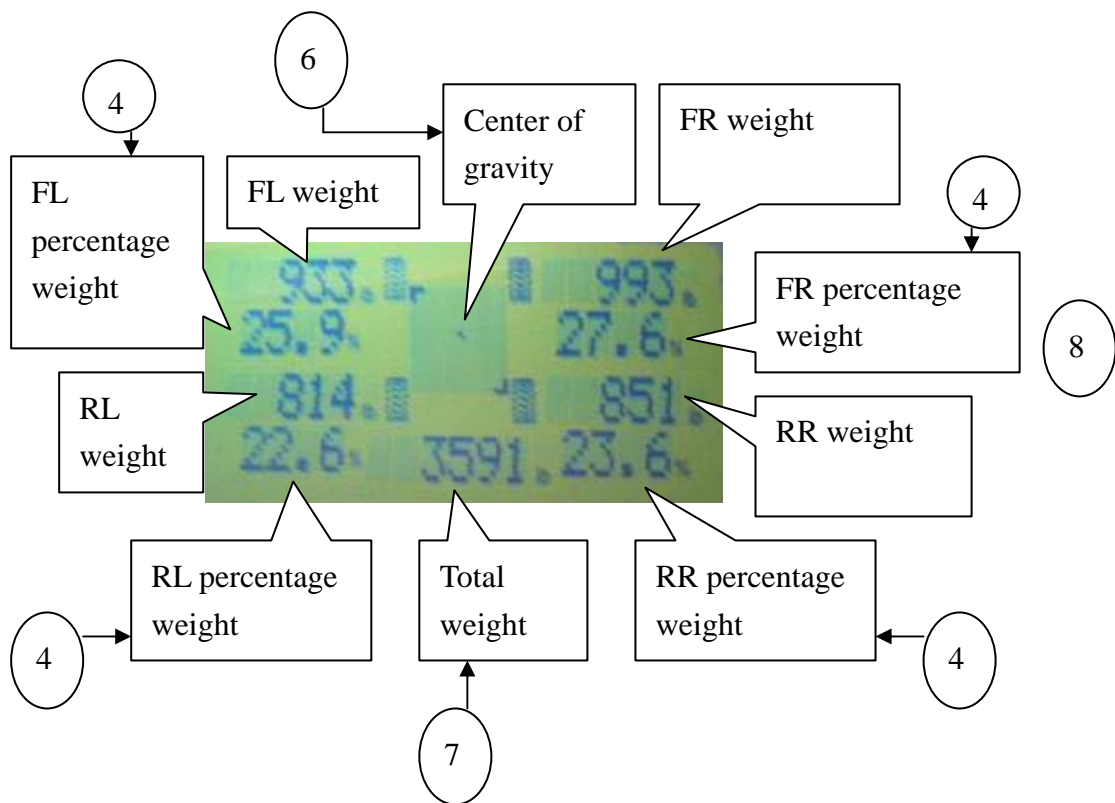 6
4
Center of
gravity
FR weight
FL
percentage
weight
FL weight
4
FR percentage
weight
8
933
993
25.9%
27.6%
RL
weight
814
851
RR weight
22.6%
3591
23.6%
RL percentage
weight
Total
weight
RR percentage
weight
4
4
7